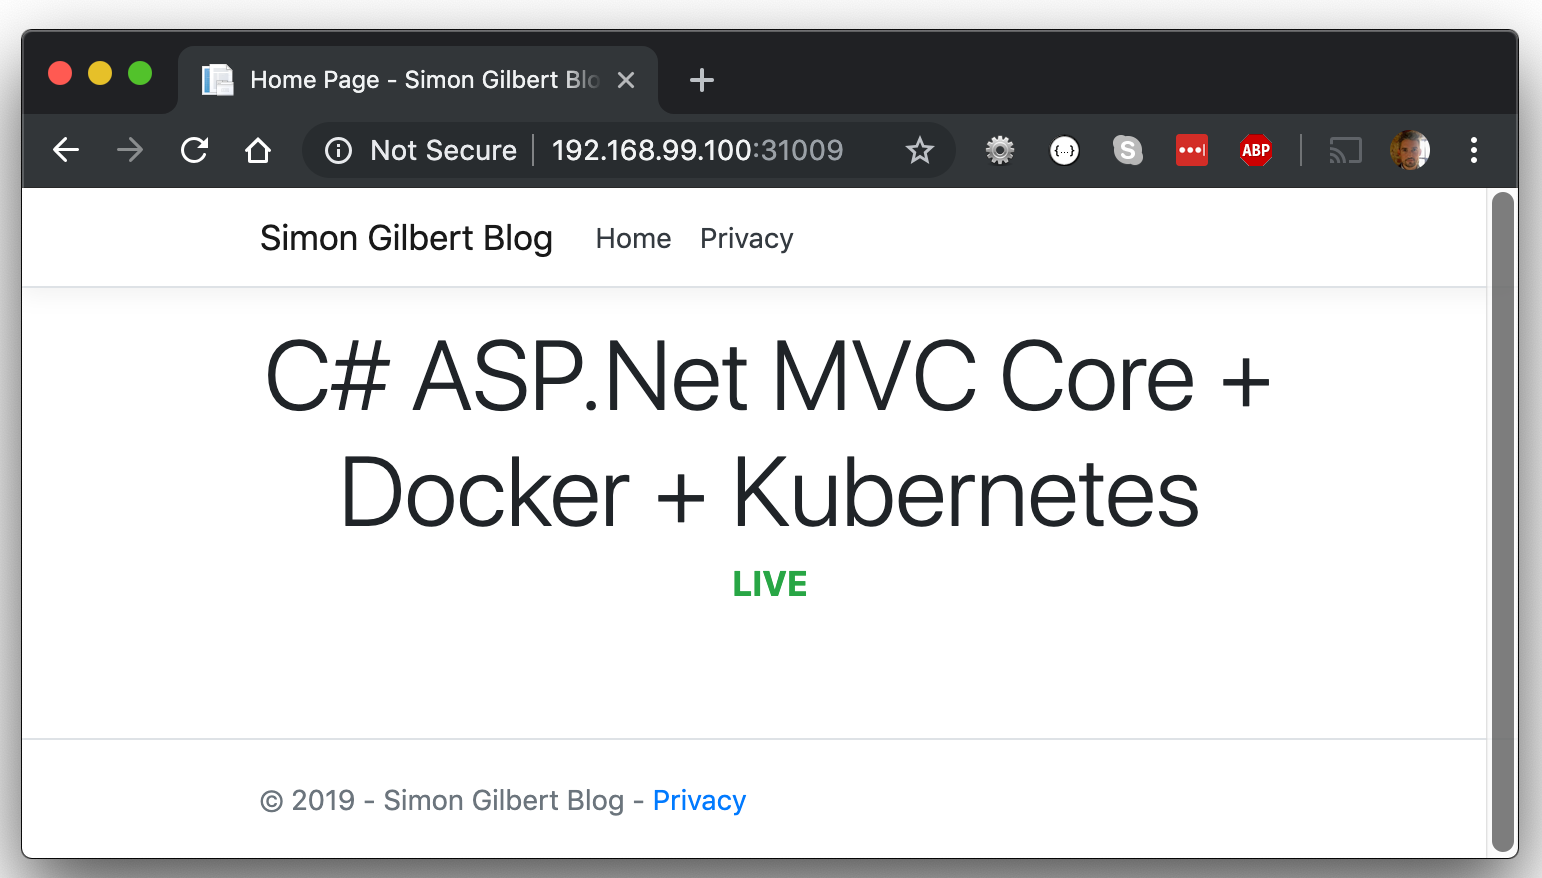 Home Page - Simon Gilbert Blo
Not Secure 192.168.99.100:31009
{...} S ABP
Simon Gilbert Blog Home Privacy
C# ASP.Net MVC Core +
Docker + Kubernetes
LIVE
© 2019 - Simon Gilbert Blog - Privacy